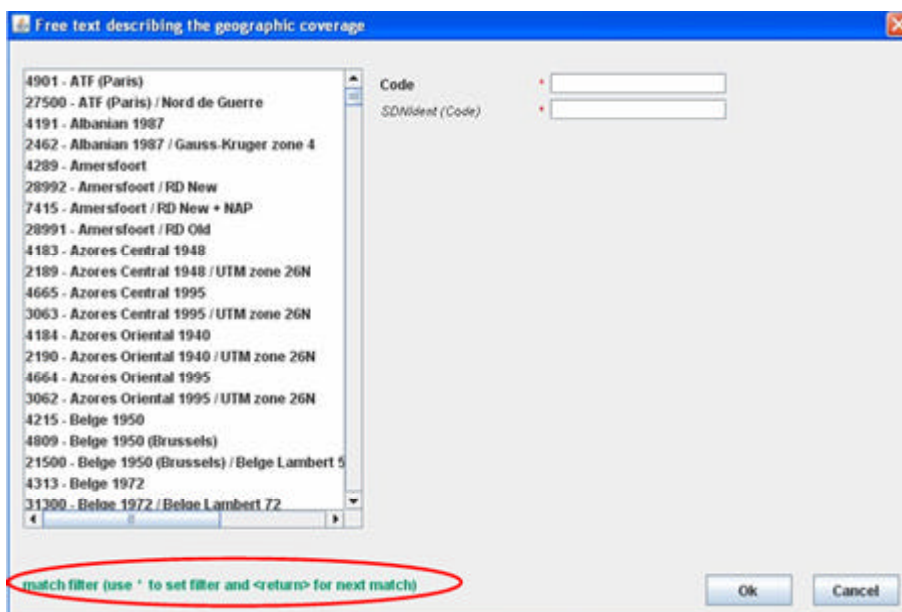 Free text describing the geographic coverage
4901 - ATF (Paris)
27500 - ATF (Paris) / Nord de Guerre
4191 - Albanian 1987
2462 - Albanian 1987 / Gauss-Kruger zone 4
4289 - Amersfoort
28992 - Amersfoort / RD New
7415 - Amersfoort / RD New + NAP
28991 - Amersfoort / RD Old
4183 - Azores Central 1948
2189 - Azores Central 1948 / UTM zone 26N
4665 - Azores Central 1995
3063 - Azores Central 1995 / UTM zone 26N
4184 - Azores Oriental 1940
2190 - Azores Oriental 1940 / UTM zone 26N
4664 - Azores Oriental 1995
3062 - Azores Oriental 1995 / UTM zone 26N
4215 - Belge 1950
4809 - Belge 1950 (Brussels)
21500 - Belge 1950 (Brussels) / Belge Lambert 5
4313 - Belge 1972
31300 - Belge 1972 / Belge Lambert 72
Code *
SDNIdent (Code) *
match filter (use * to set filter and <return> for next match)
Ok
Cancel